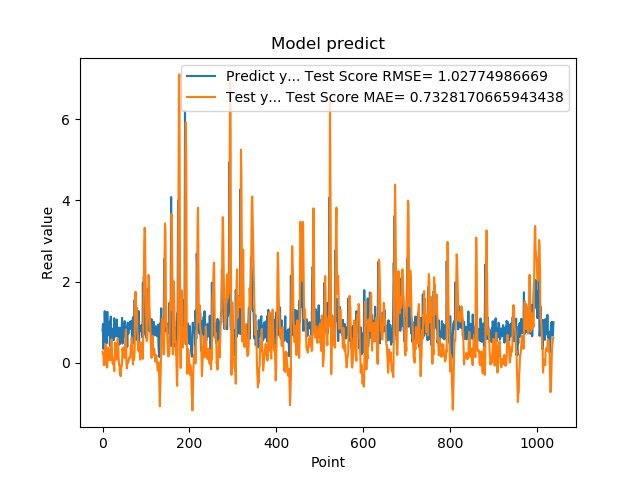 Model predict
Predict y... Test Score RMSE= 1.02774986669
Test y... Test Score MAE= 0.7328170665943438
Real value
6
4
2
0
0 200 400 600 800 1000
Point